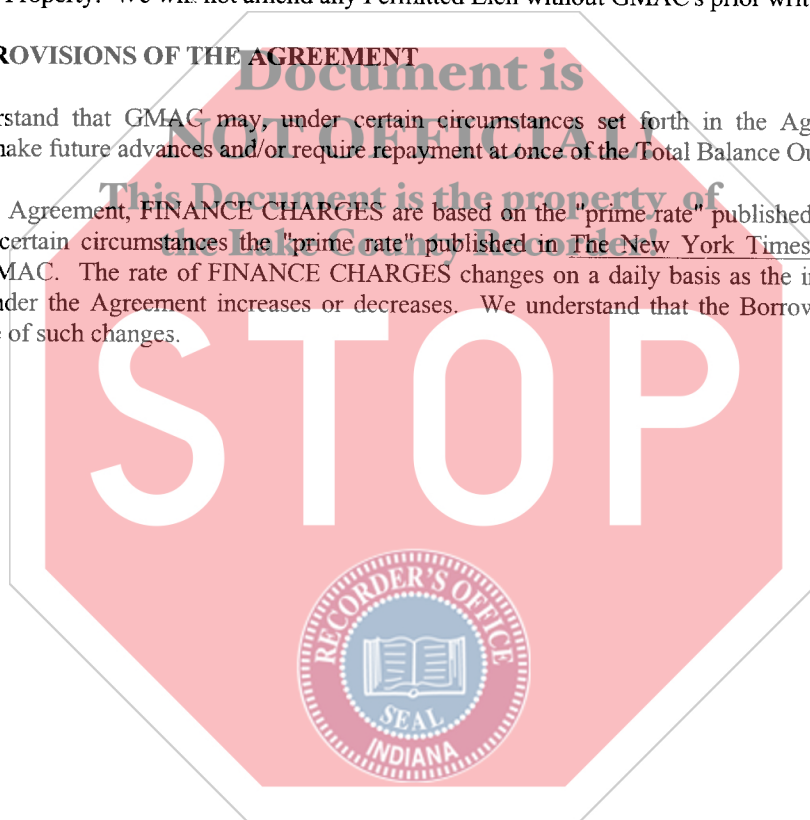 Property. We will not amend any Permitted Lien without GMAC's prior writ
ROVISIONS OF THE AGREEMENT
Document is
rstand that GMAC may, under certain circumstances set forth in the Ag
NOT OFFICIAL!
nake future advances and/or require repayment at once of the Total Balance Ou
This Document is the property of
Agreement, FINANCE CHARGES are based on the "prime rate" published
the Lake County Recorder!
certain circumstances the "prime rate" published in The New York Times
MAC. The rate of FINANCE CHARGES changes on a daily basis as the in
nder the Agreement increases or decreases. We understand that the Borrow
e of such changes.
STOP
RECORDER'S OFFICE
SEAL
INDIANA